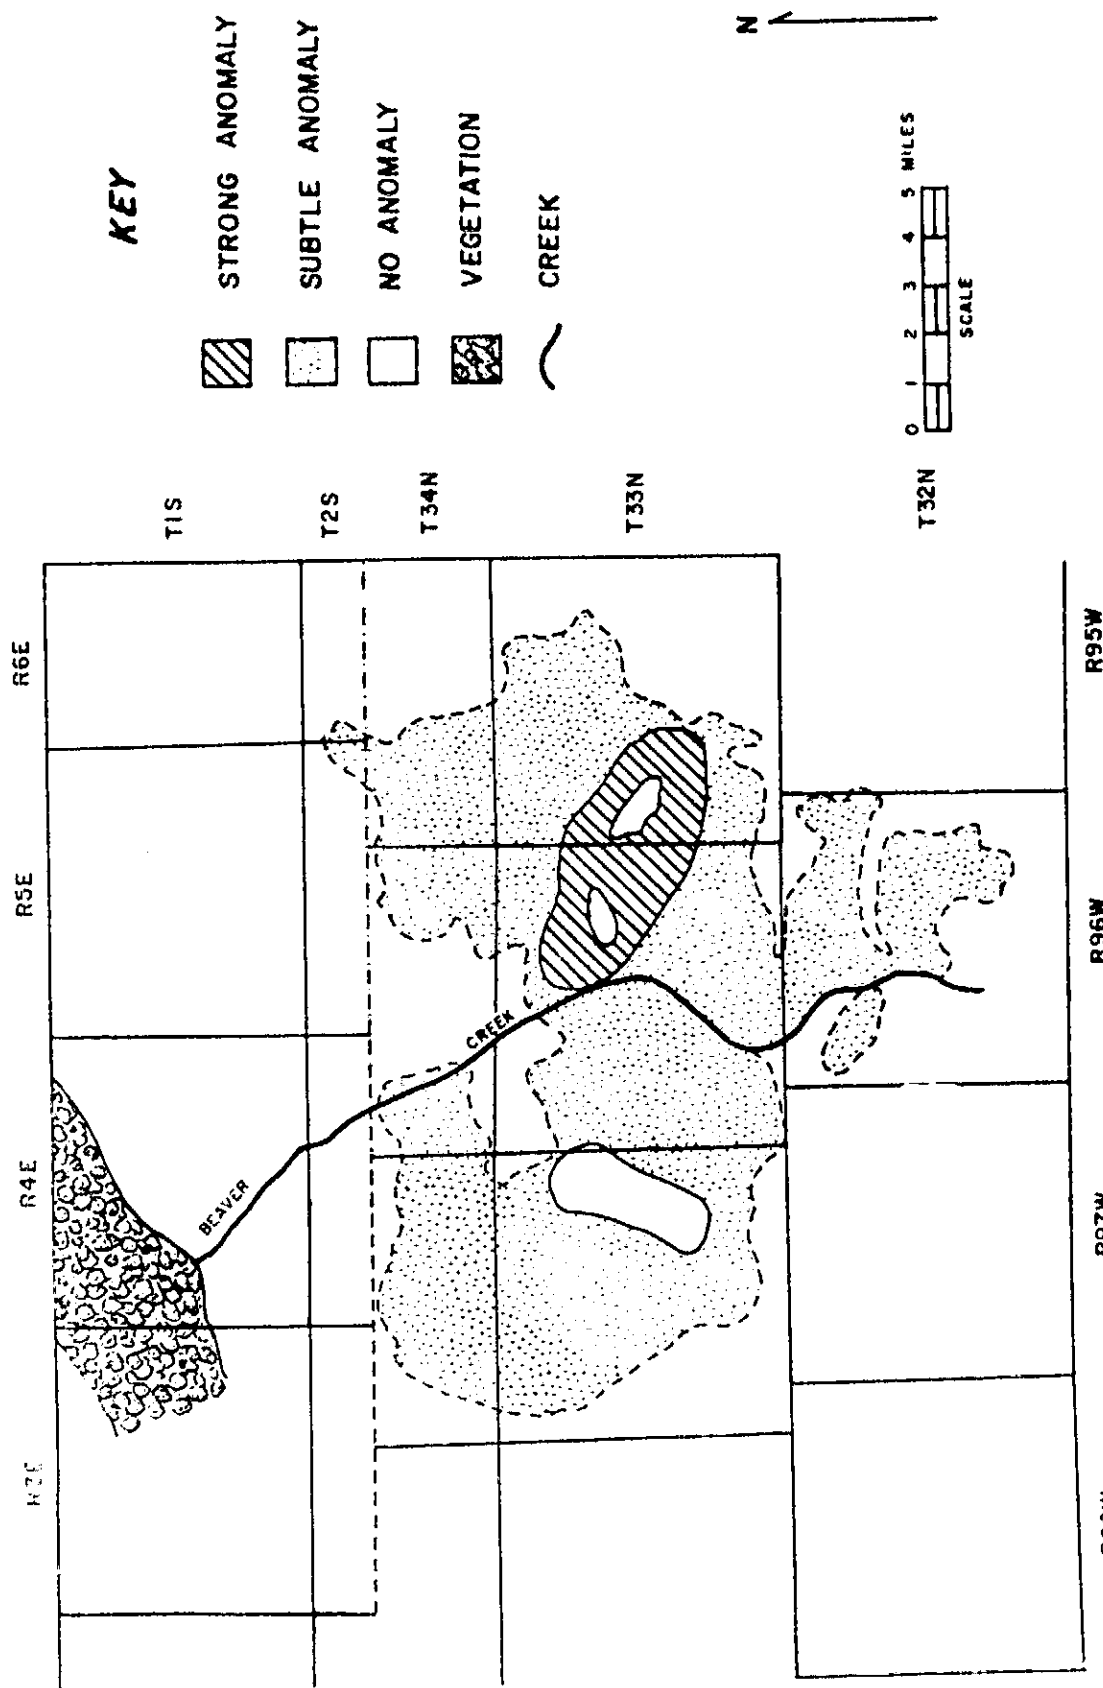 KEY
STRONG ANOMALY
SUBTLE ANOMALY
NO ANOMALY
VEGETATION
CREEK
N
0 1 2 3 4 5 MILES
SCALE
R4E
R5E
R6E
T1S
T2S
T34N
T33N
T32N
BEAVER
CREEK
R96W
R95W